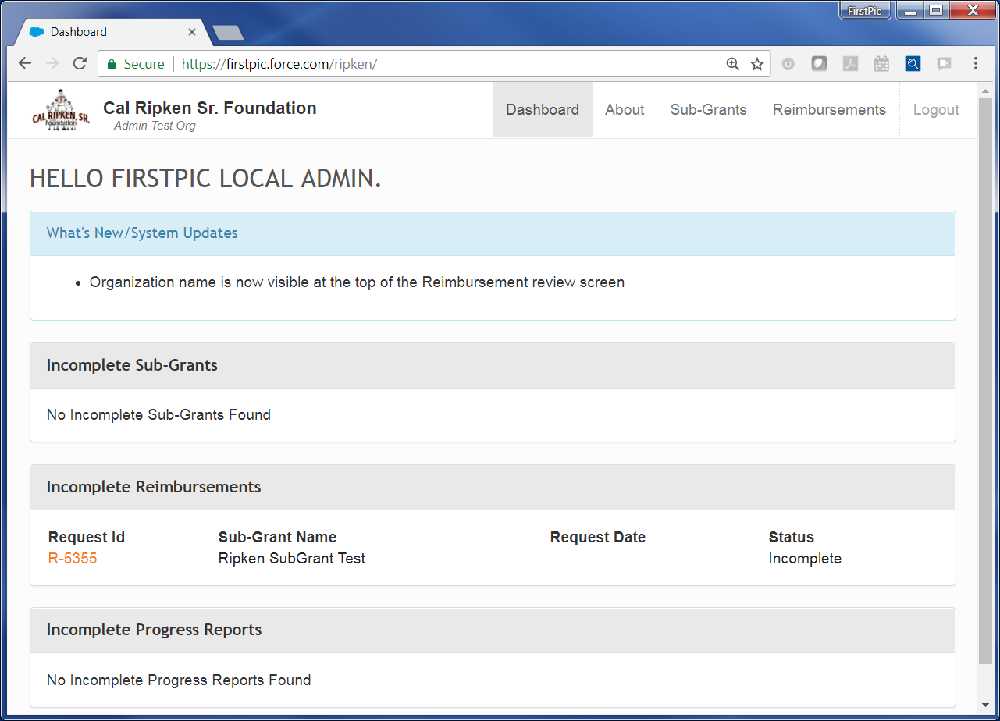 FirstPic
Dashboard
Secure https://firstpic.force.com/ripken/
CAL RIPKEN, SR.
Foundation
Cal Ripken Sr. Foundation
Admin Test Org
Dashboard About Sub-Grants Reimbursements Logout
HELLO FIRSTPIC LOCAL ADMIN.
What's New/System Updates
• Organization name is now visible at the top of the Reimbursement review screen
Incomplete Sub-Grants
No Incomplete Sub-Grants Found
Incomplete Reimbursements
Request Id Sub-Grant Name Request Date Status
R-5355 Ripken SubGrant Test Incomplete
Incomplete Progress Reports
No Incomplete Progress Reports Found